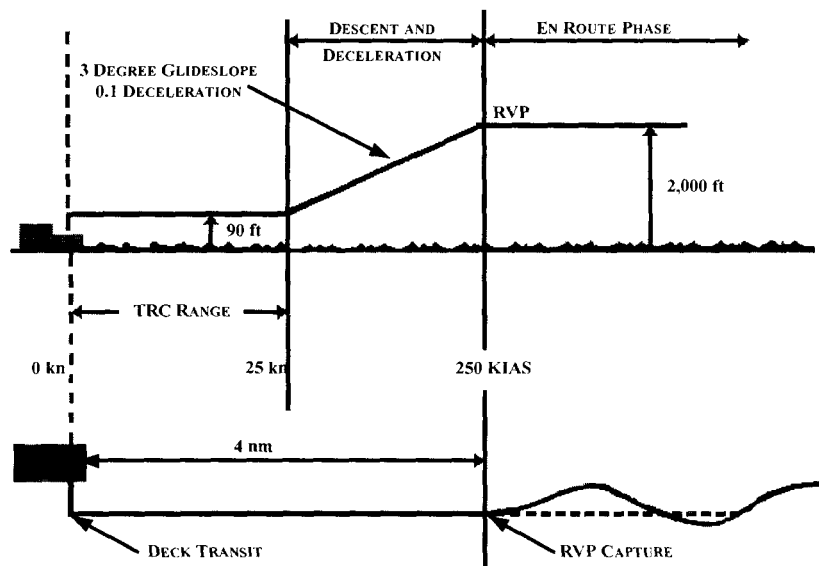 DESCENT AND
DECELERATION
EN ROUTE PHASE
3 DEGREE GLIDESLOPE
0.1 DECELERATION
RVP
2,000 ft
90 ft
TRC RANGE
0 kn
25 kn
250 KIAS
4 nm
DECK TRANSIT
RVP CAPTURE